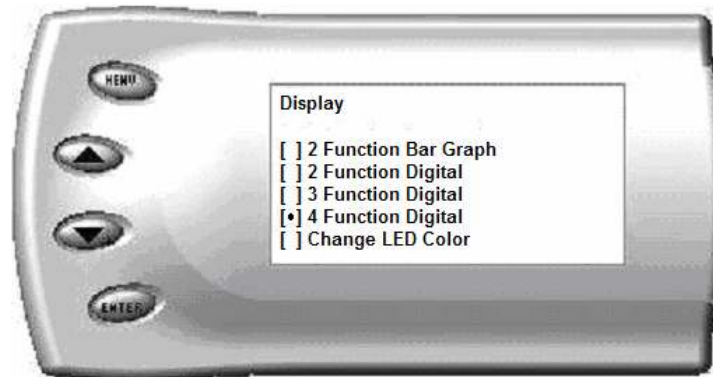 MENU
Display
[ ] 2 Function Bar Graph
[ ] 2 Function Digital
[ ] 3 Function Digital
[•] 4 Function Digital
[ ] Change LED Color
ENTER